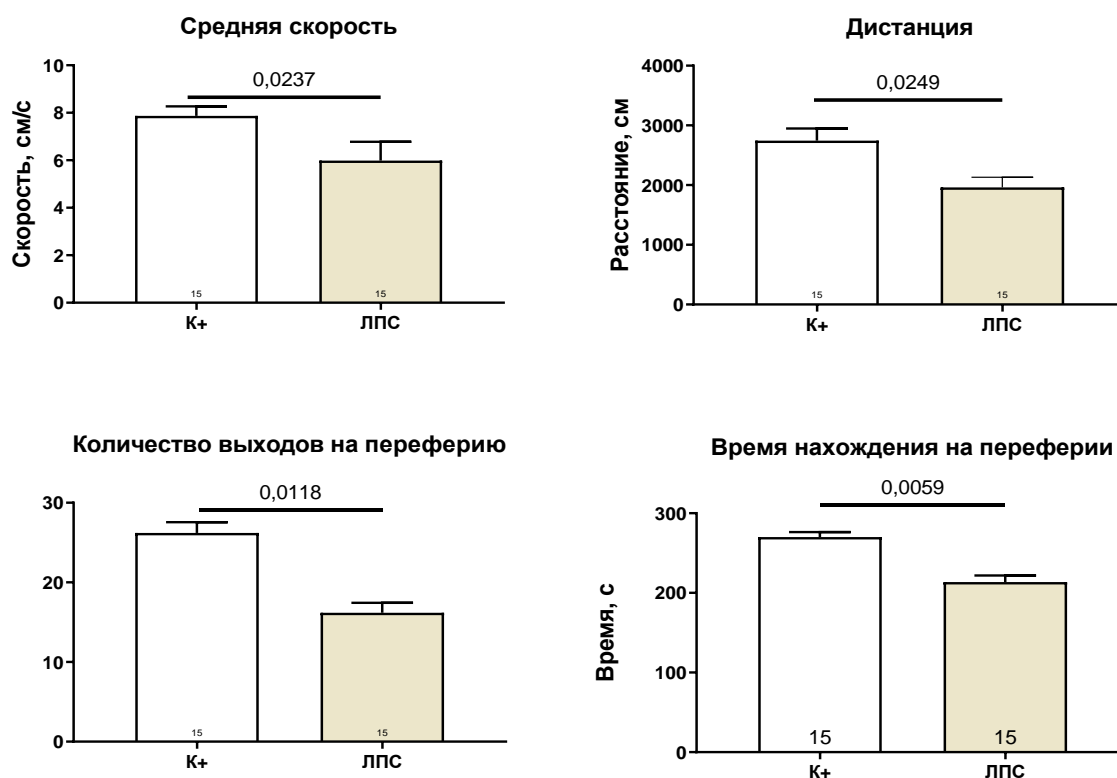 Средняя скорость
0,0237
Скорость, см/с
10
8
6
4
2
0
15
15
К+
ЛПС
Дистанция
0,0249
Расстояние, см
4000
3000
2000
1000
0
15
15
К+
ЛПС
Количество выходов на переферию
0,0118
30
20
10
0
15
15
К+
ЛПС
Время нахождения на переферии
0,0059
Время, с
300
200
100
0
15
15
К+
ЛПС